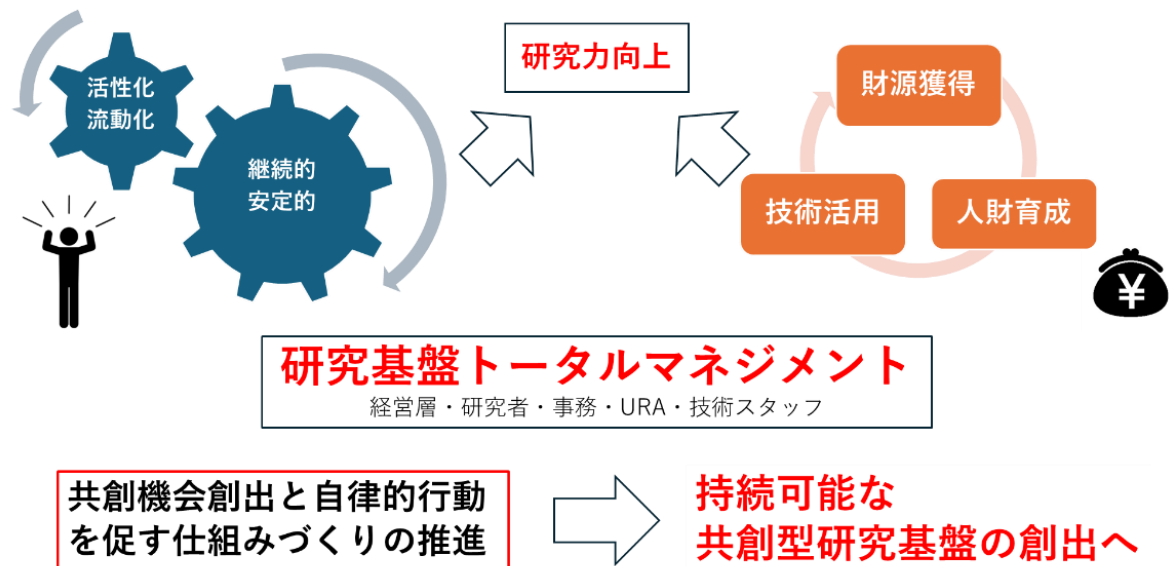 活性化
流動化
継続的
安定的
研究力向上
財源獲得
技術活用
人財育成
¥
研究基盤トータルマネジメント
経営層・研究者・事務・URA・技術スタッフ
共創機会創出と自律的行動
を促す仕組みづくりの推進
持続可能な
共創型研究基盤の創出へ